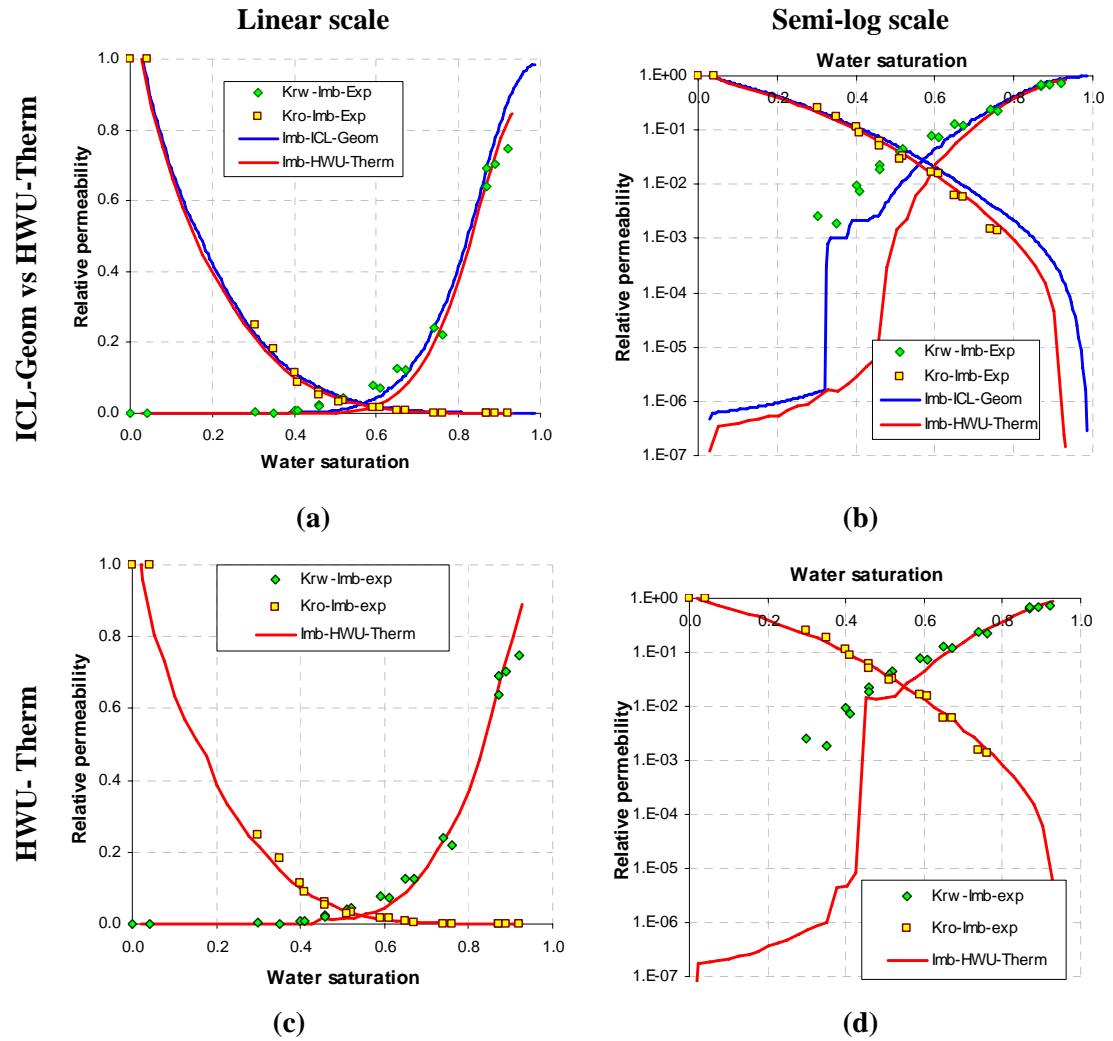 Linear scale
Semi-log scale
ICL-Geom vs HWU-Therm
1.0
0.8
0.6
0.4
0.2
0.0
0.0 0.2 0.4 0.6 0.8 1.0
Relative permeability
Water saturation
Krw-Imb-Exp
Kro-Imb-Exp
Imb-ICL-Geom
Imb-HWU-Therm
(a)
Water saturation
0.0 0.2 0.4 0.6 0.8 1.0
1.E+00
1.E-01
1.E-02
1.E-03
1.E-04
1.E-05
1.E-06
1.E-07
Relative permeability
Krw-Imb-Exp
Kro-Imb-Exp
Imb-ICL-Geom
Imb-HWU-Therm
(b)
HWU- Therm
1.0
0.8
0.6
0.4
0.2
0.0
0.0 0.2 0.4 0.6 0.8 1.0
Relative permeability
Water saturation
Krw-Imb-exp
Kro-Imb-exp
Imb-HWU-Therm
(c)
Water saturation
0.0 0.2 0.4 0.6 0.8 1.0
1.E+00
1.E-01
1.E-02
1.E-03
1.E-04
1.E-05
1.E-06
1.E-07
Relative permebility
Krw-Imb-exp
Kro-Imb-exp
Imb-HWU-Therm
(d)